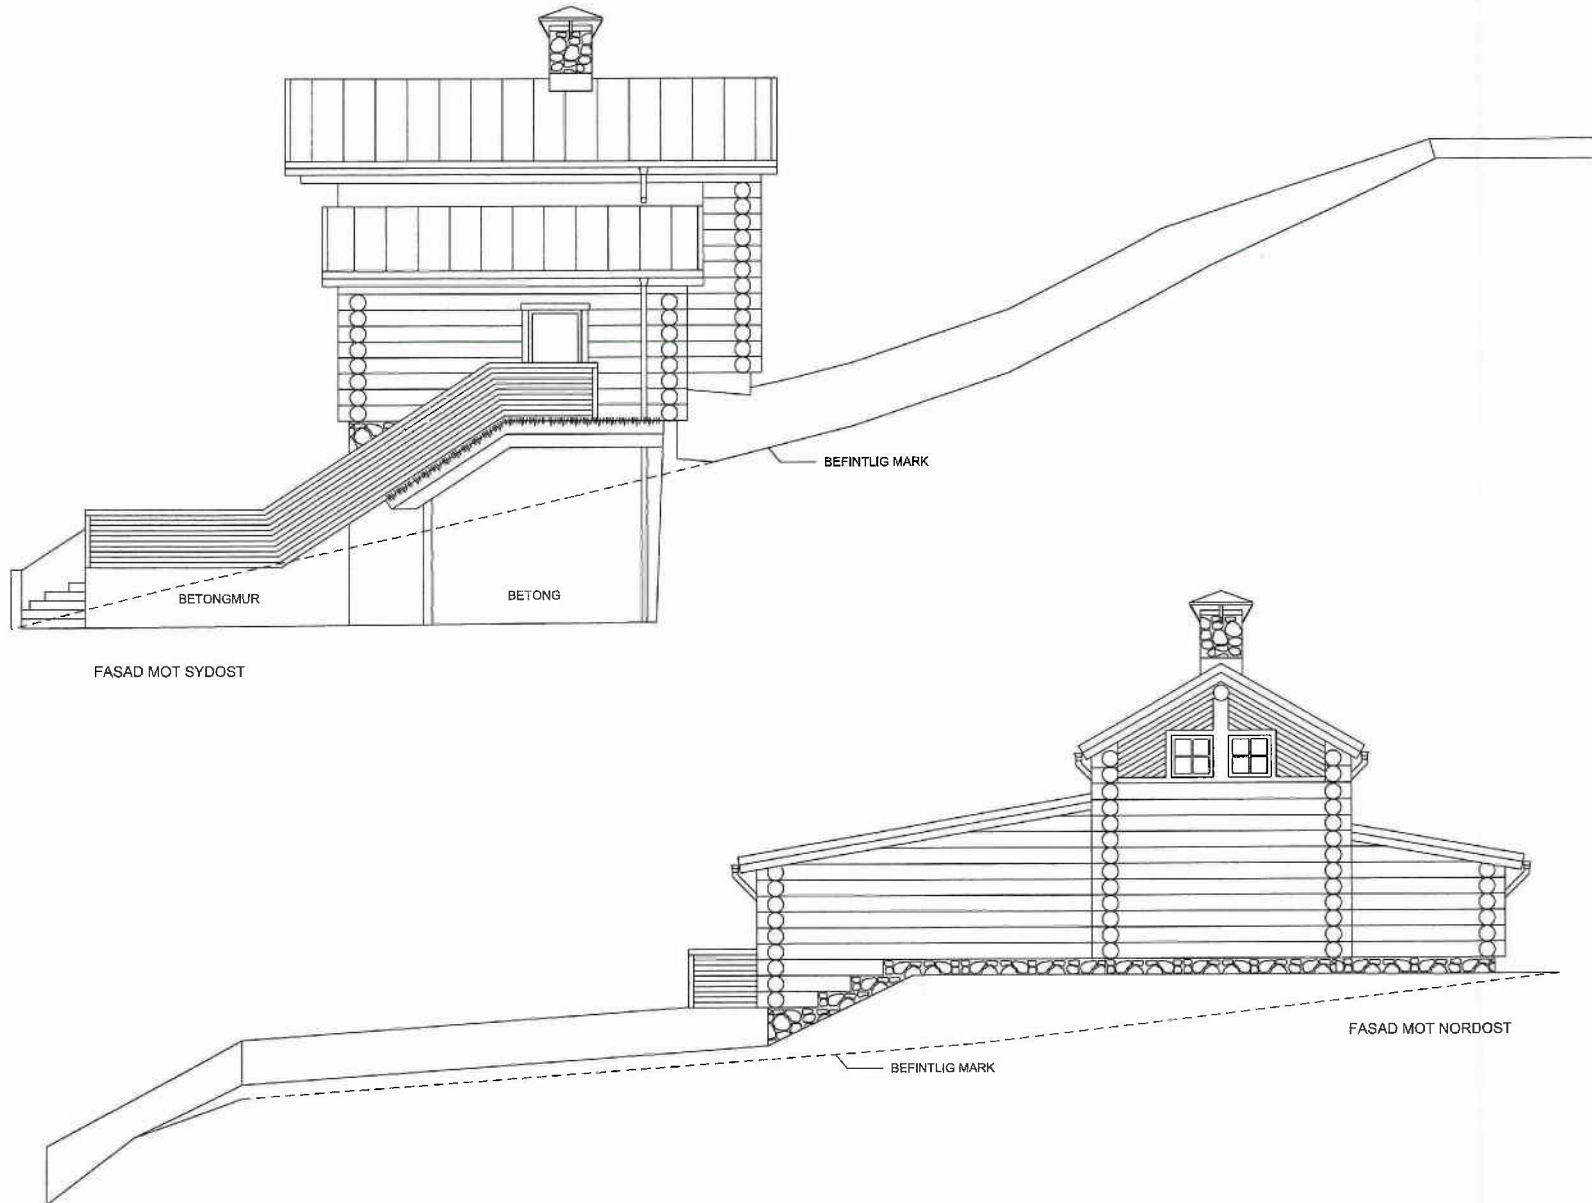 BEFINTLIG MARK
BETONGMUR
BETONG
FASAD MOT SYDOST
FASAD MOT NORDOST
BEFINTLIG MARK